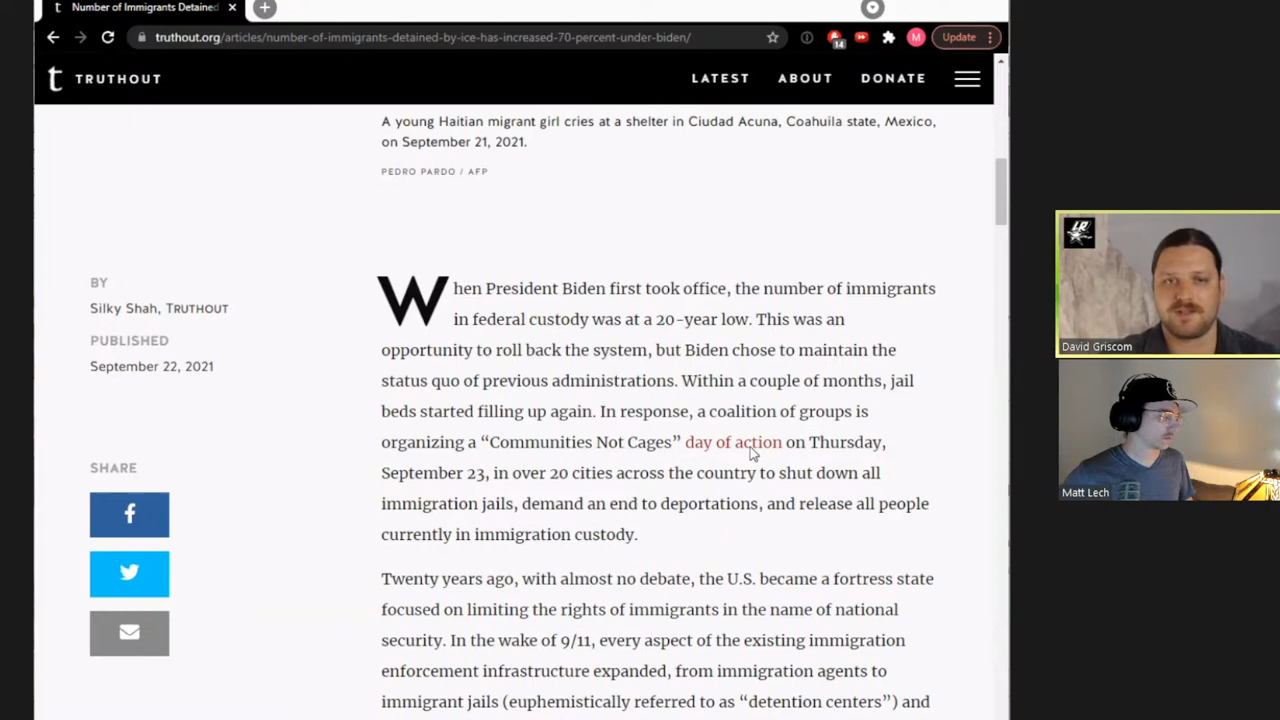 t Number of Immigrants Detained
truthout.org/articles/number-of-immigrants-detained-by-ice-has-increased-70-percent-under-biden/
14
M
Update
t TRUTHOUT
LATEST
ABOUT
DONATE
A young Haitian migrant girl cries at a shelter in Ciudad Acuna, Coahuila state, Mexico,
on September 21, 2021.
PEDRO PARDO / AFP
BY
Silky Shah, TRUTHOUT
PUBLISHED
September 22, 2021
SHARE
When President Biden first took office, the number of immigrants
in federal custody was at a 20-year low. This was an
opportunity to roll back the system, but Biden chose to maintain the
status quo of previous administrations. Within a couple of months, jail
beds started filling up again. In response, a coalition of groups is
organizing a “Communities Not Cages” day of action on Thursday,
September 23, in over 20 cities across the country to shut down all
immigration jails, demand an end to deportations, and release all people
currently in immigration custody.
Twenty years ago, with almost no debate, the U.S. became a fortress state
focused on limiting the rights of immigrants in the name of national
security. In the wake of 9/11, every aspect of the existing immigration
enforcement infrastructure expanded, from immigration agents to
immigrant jails (euphemistically referred to as “detention centers”) and
LR
David Griscom
Matt Lech